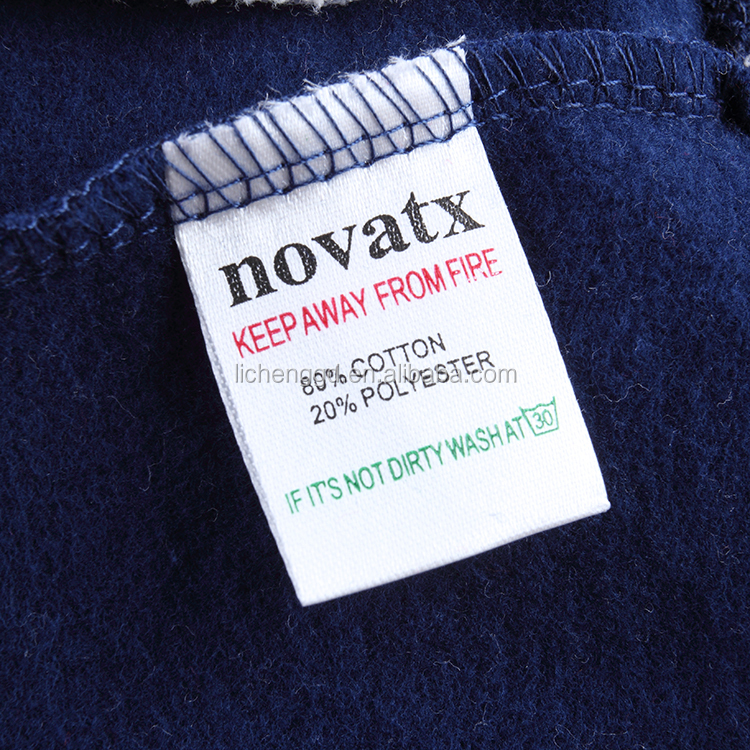 novatx
KEEP AWAY FROM FIRE
80% COTTON
lichenggol.en.alibaba.com
20% POLYESTER
IF IT'S NOT DIRTY WASH AT 30